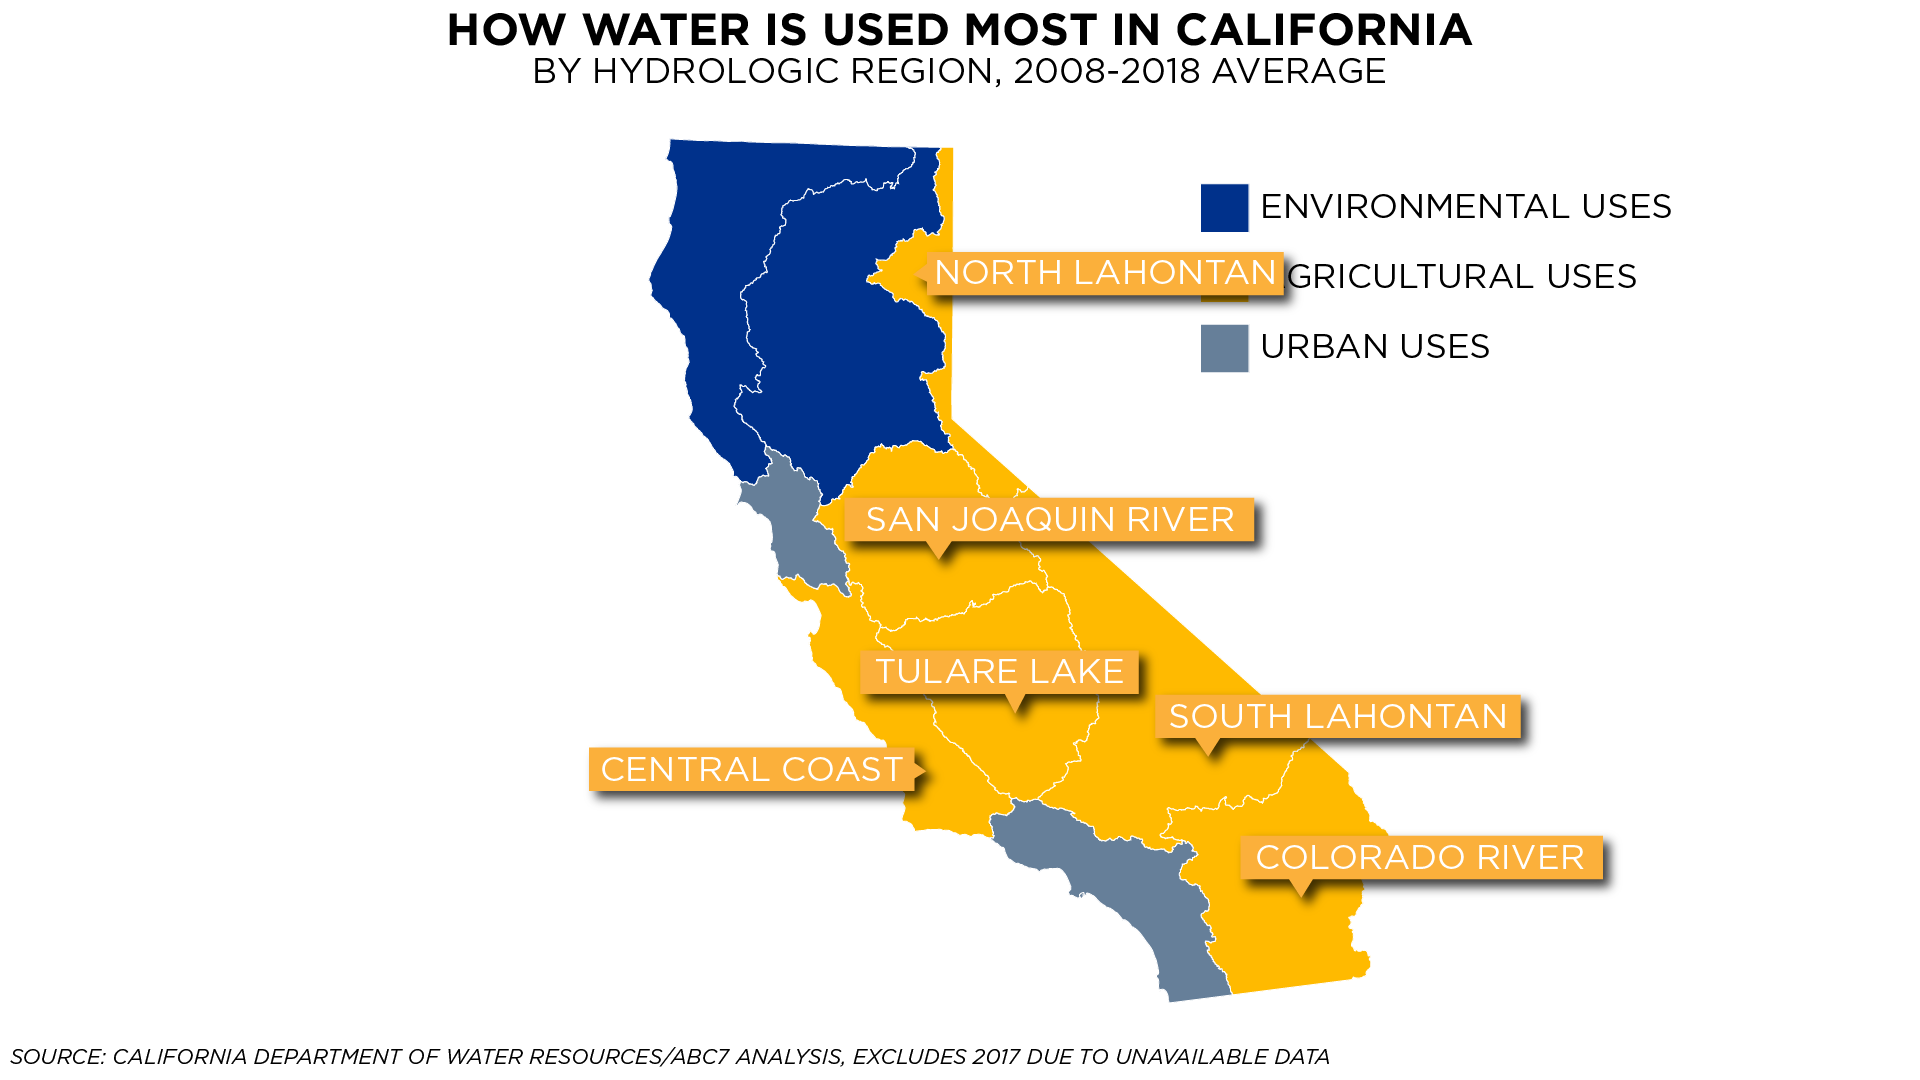 HOW WATER IS USED MOST IN CALIFORNIA
BY HYDROLOGIC REGION, 2008-2018 AVERAGE
ENVIRONMENTAL USES
NORTH LAHONTAN
GRICULTURAL USES
URBAN USES
SAN JOAQUIN RIVER
TULARE LAKE
SOUTH LAHONTAN
CENTRAL COAST
COLORADO RIVER
SOURCE: CALIFORNIA DEPARTMENT OF WATER RESOURCES/ABC7 ANALYSIS, EXCLUDES 2017 DUE TO UNAVAILABLE DATA